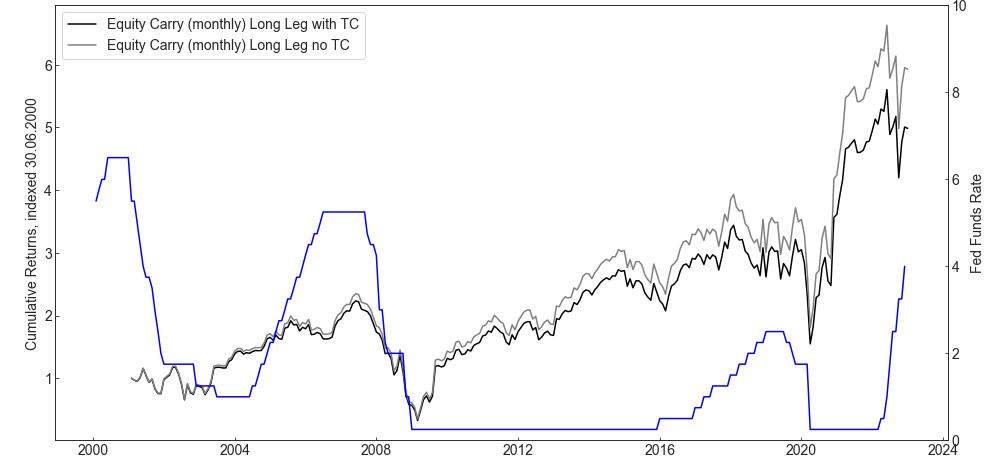 Equity Carry (monthly) Long Leg with TC
Equity Carry (monthly) Long Leg no TC
Cumulative Returns, indexed 30.06.2000
6
5
4
3
2
1
10
8
6
4
2
0
Fed Funds Rate
2000 2004 2008 2012 2016 2020 2024